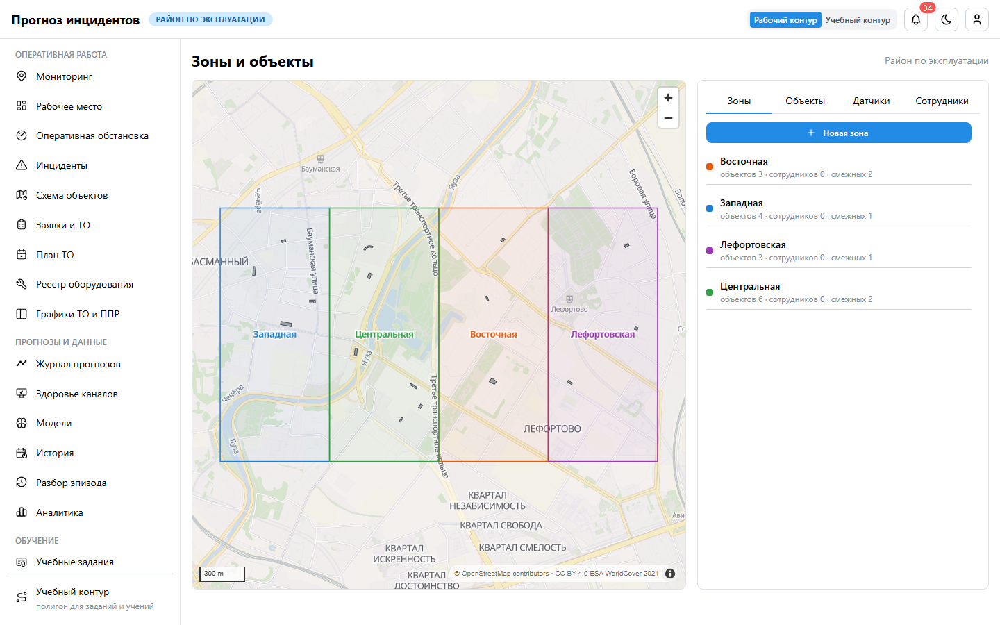 Прогноз инцидентов
РАЙОН ПО ЭКСПЛУАТАЦИИ
Рабочий контур
Учебный контур
34
ОПЕРАТИВНАЯ РАБОТА
Мониторинг
Рабочее место
Оперативная обстановка
Инциденты
Схема объектов
Заявки и ТО
План ТО
Реестр оборудования
Графики ТО и ППР
ПРОГНОЗЫ И ДАННЫЕ
Журнал прогнозов
Здоровье каналов
Модели
История
Разбор эпизода
Аналитика
ОБУЧЕНИЕ
Учебные задания
Учебный контур
полигон для заданий и учений
Зоны и объекты
Район по эксплуатации
Бауманская
Яуза
Третье транспортное кольцо
Боровая улица
Чечёра
Бауманская улица
БАСМАННЫЙ
Лефортово
Западная
Центральная
Восточная
Лефортовская
Яуза
Чечёра
Третье транспортное кольцо
ЛЕФОРТОВО
Яуза
КВАРТАЛ
НЕЗАВИСИМОСТЬ
КВАРТАЛ СВОБОДА
КВАРТАЛ СМЕЛОСТЬ
КВАРТАЛ
ИСКРЕННОСТЬ
КВАРТАЛ
ДОСТОИНСТВО
300 m
© OpenStreetMap contributors · CC BY 4.0 ESA WorldCover 2021
Зоны
Объекты
Датчики
Сотрудники
+ Новая зона
Восточная
объектов 3 · сотрудников 0 · смежных 2
Западная
объектов 4 · сотрудников 0 · смежных 1
Лефортовская
объектов 3 · сотрудников 0 · смежных 1
Центральная
объектов 6 · сотрудников 0 · смежных 2